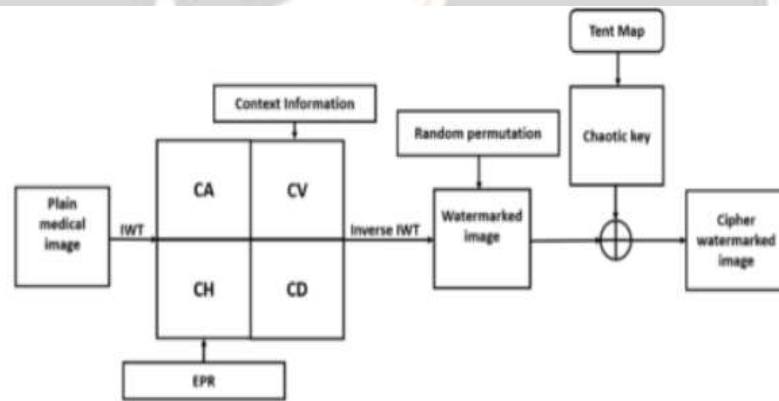 Tent Map
Context Information
Random permutation
Chaotic key
CA
CV
Plain
medical
image
IWT
Inverse IWT
Watermarked
image
Cipher
watermarked
image
CH
CD
EPR